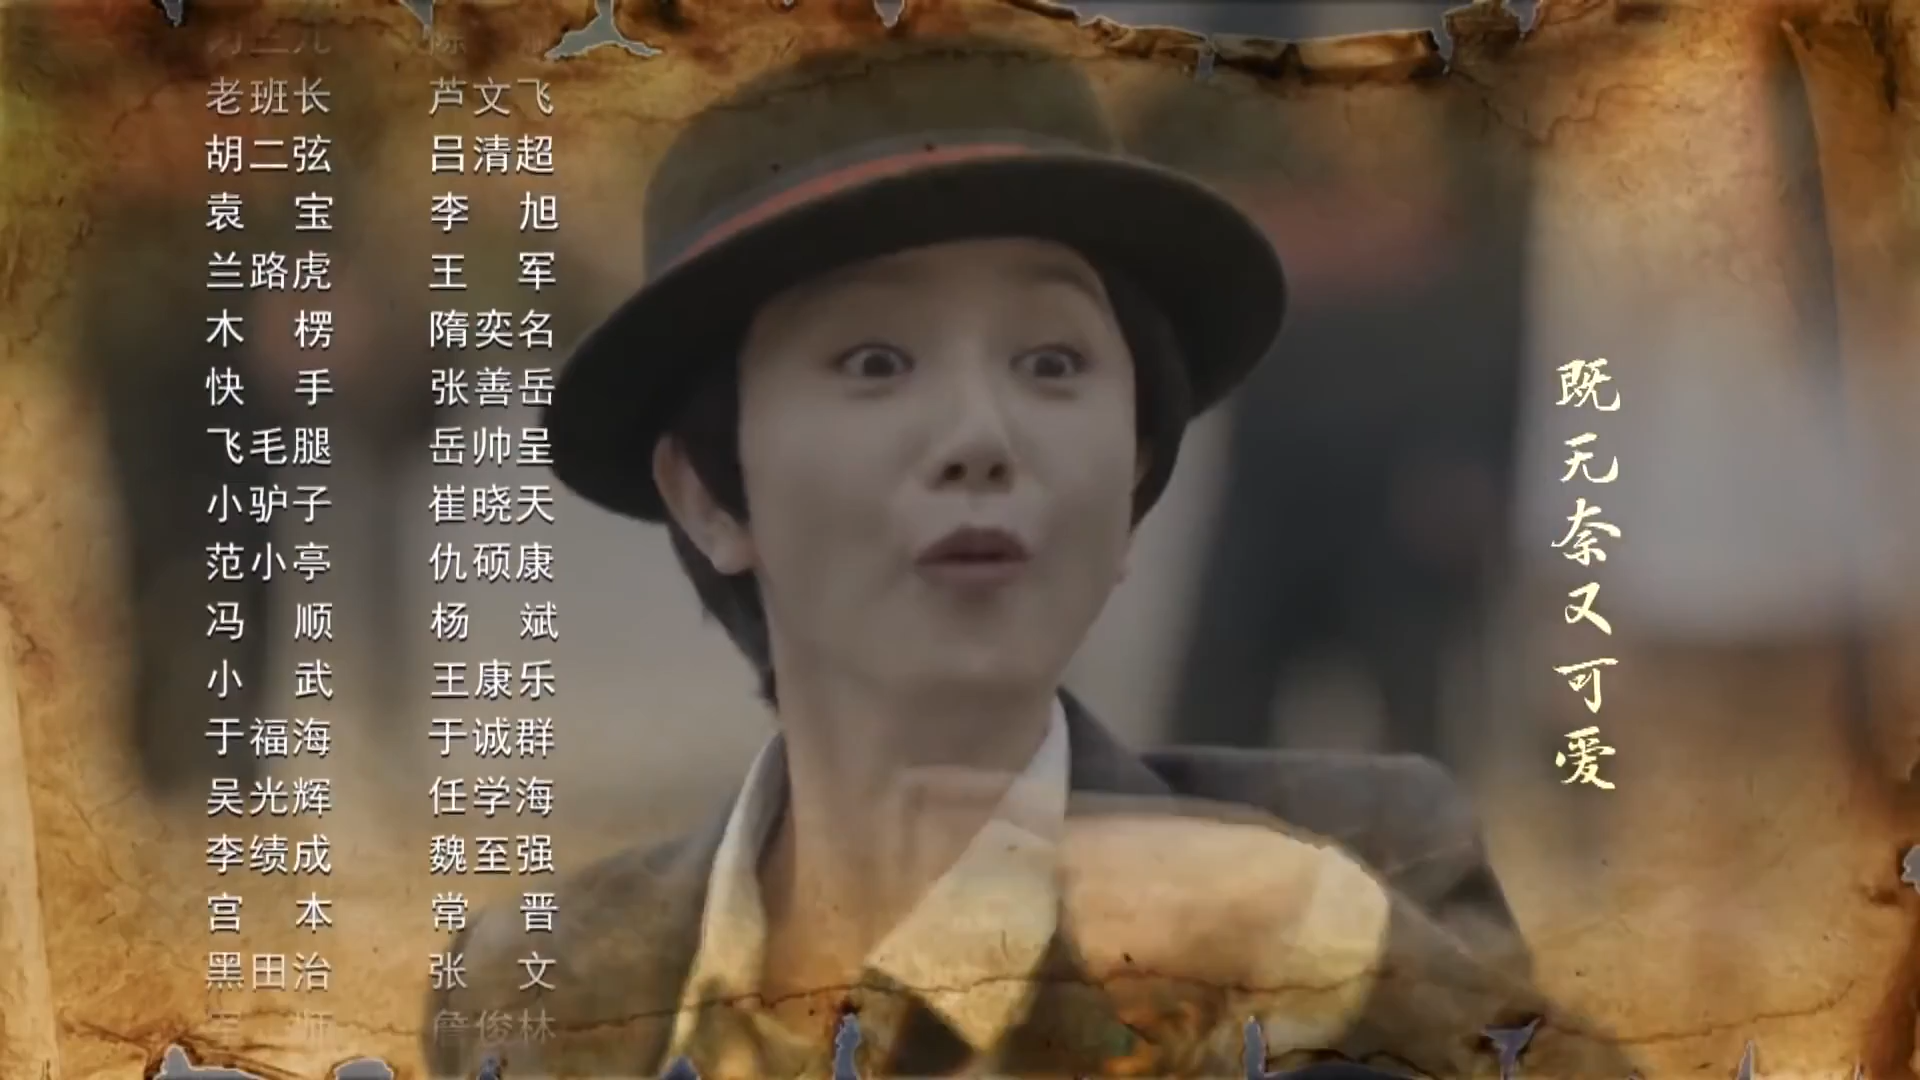 老班长 芦文飞
胡二弦 吕清超
袁宝 李旭
兰路虎 王军
木楞 隋奕名
快手 张善岳
飞毛腿 岳帅呈
小驴子 崔晓天
范小亭 仇硕康
冯顺 杨斌
小武 王康乐
于福海 于诚群
吴光辉 任学海
李绩成 魏至强
宫本 常晋
黑田治 张文
詹俊林
既无奈又可爱